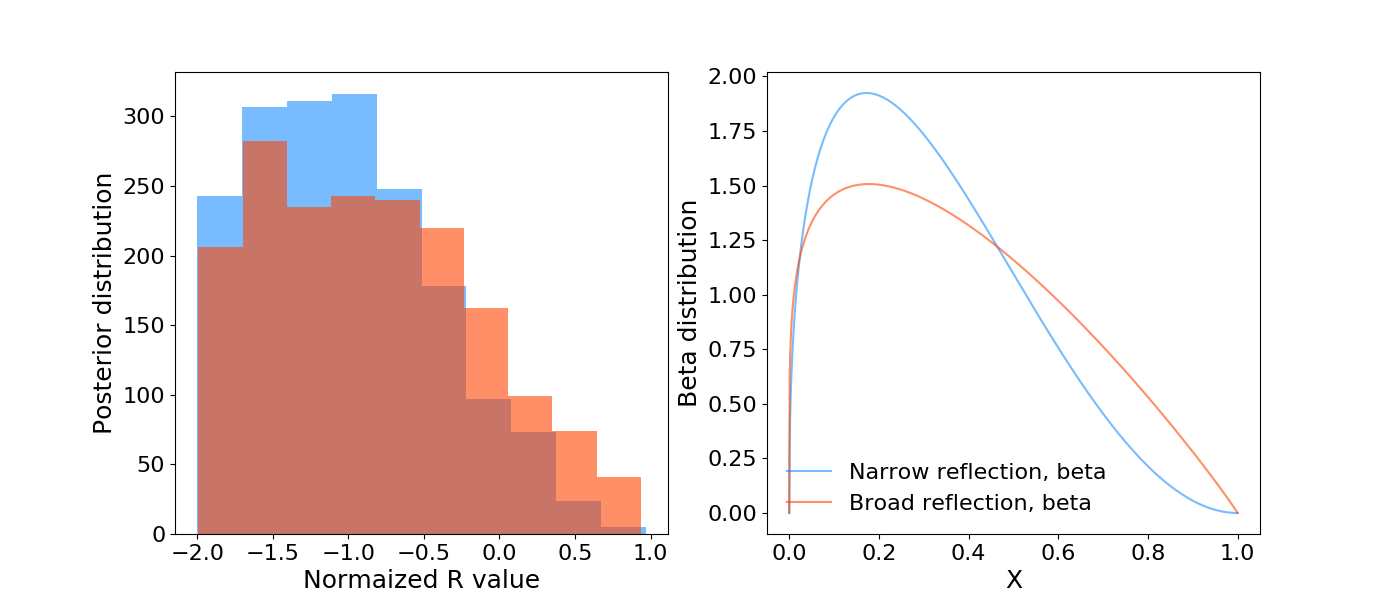 Posterior distribution
300
250
200
150
100
50
0
−2.0 −1.5 −1.0 −0.5 0.0 0.5 1.0
Normaized R value
Beta distribution
2.00
1.75
1.50
1.25
1.00
0.75
0.50
0.25
0.00
Narrow reflection, beta
Broad reflection, beta
0.0 0.2 0.4 0.6 0.8 1.0
X